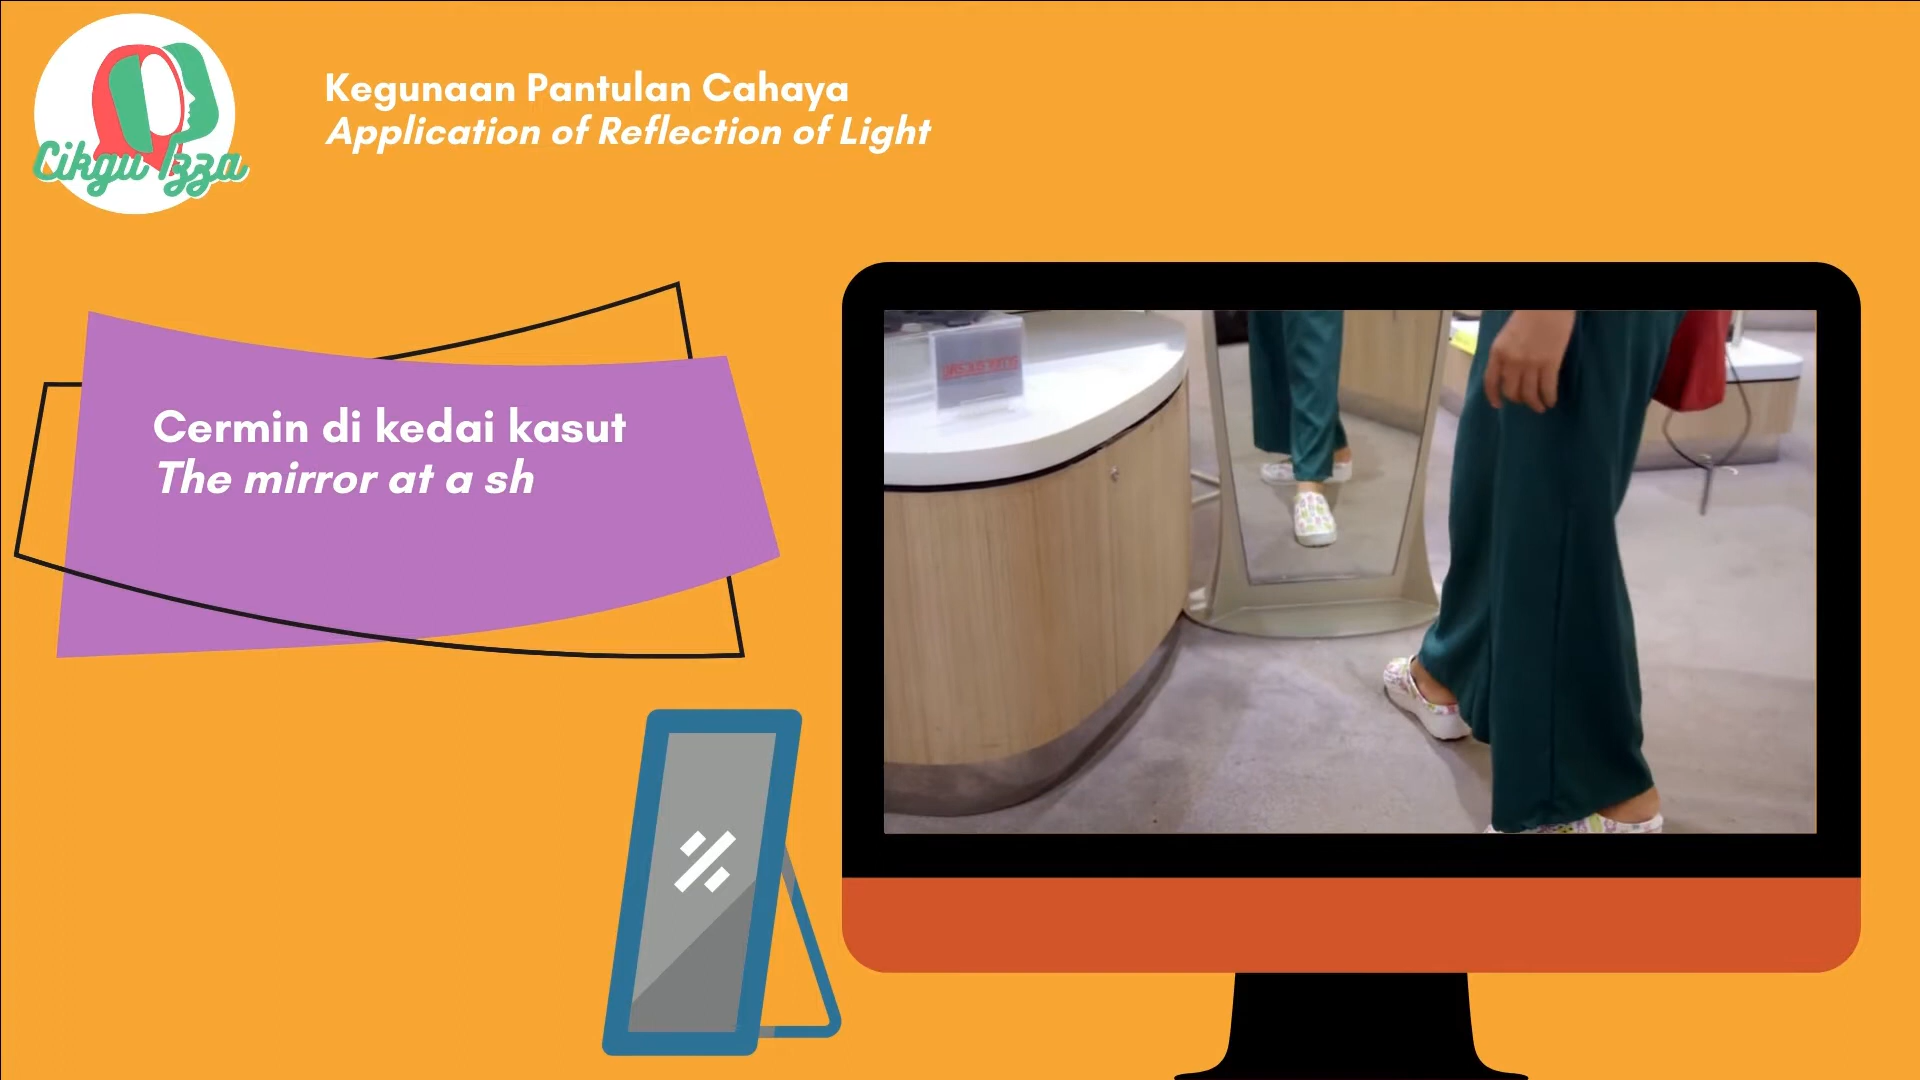 Cikgu Izza
Kegunaan Pantulan Cahaya
Application of Reflection of Light
Cermin di kedai kasut
The mirror at a sh